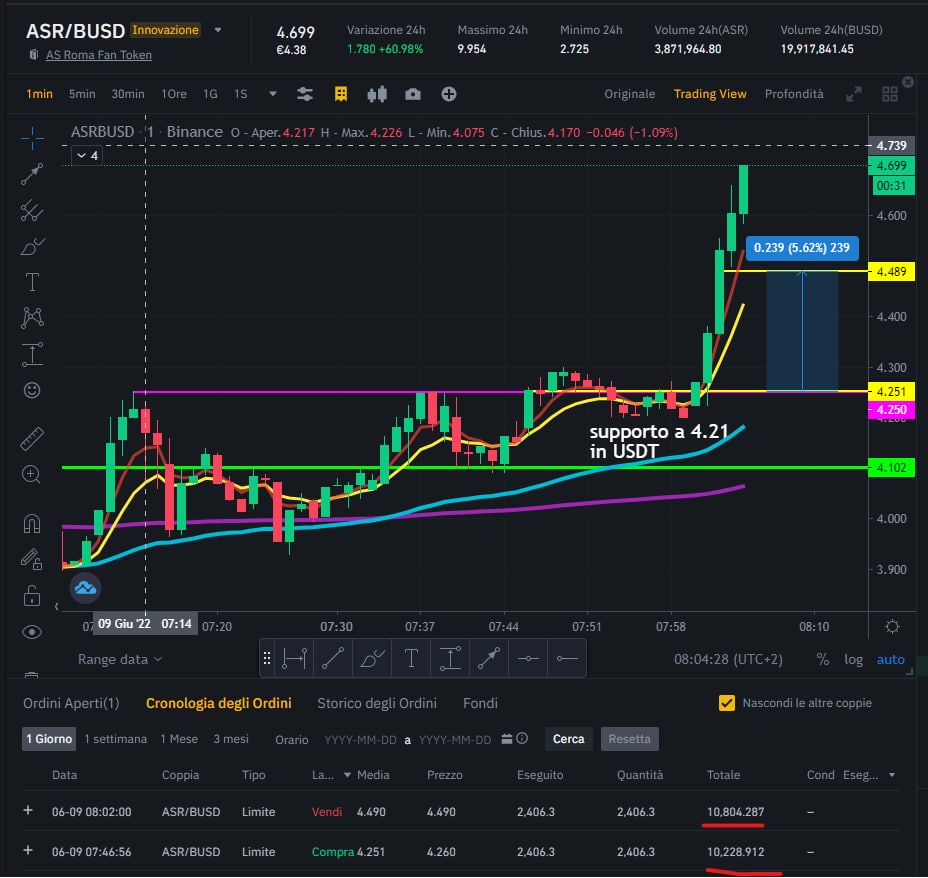 ASR/BUSD Innovazione
AS Roma Fan Token
4.699
€4.38
Variazione 24h
1.780 +60.98%
Massimo 24h
9.954
Minimo 24h
2.725
Volume 24h(ASR)
3,871,964.80
Volume 24h(BUSD)
19,917,841.45
1min 5min 30min 1Ore 1G 1S
Originale Trading View Profondità
ASRBUSD · 1 · Binance O - Aper.4.217 H - Max.4.226 L - Min.4.075 C - Chius.4.170 −0.046 (−1.09%)
4
4.739
4.699
00:31
4.600
0.239 (5.62%) 239
4.489
4.400
4.300
4.251
4.250
4.200
supporto a 4.21
in USDT
4.102
4.000
3.900
07 09 Giu '22 07:14 07:20 07:30 07:37 07:44 07:51 07:58 08:10
Range data 08:04:28 (UTC+2) % log auto
Ordini Aperti(1) Cronologia degli Ordini Storico degli Ordini Fondi Nascondi le altre coppie
1 Giorno 1 settimana 1 Mese 3 mesi Orario YYYY-MM-DD a YYYY-MM-DD Cerca Resetta
Data Coppia Tipo La... Media Prezzo Eseguito Quantità Totale Cond Eseg...
+ 06-09 08:02:00 ASR/BUSD Limite Vendi 4.490 4.490 2,406.3 2,406.3 10,804.287 –
+ 06-09 07:46:56 ASR/BUSD Limite Compra 4.251 4.260 2,406.3 2,406.3 10,228.912 –